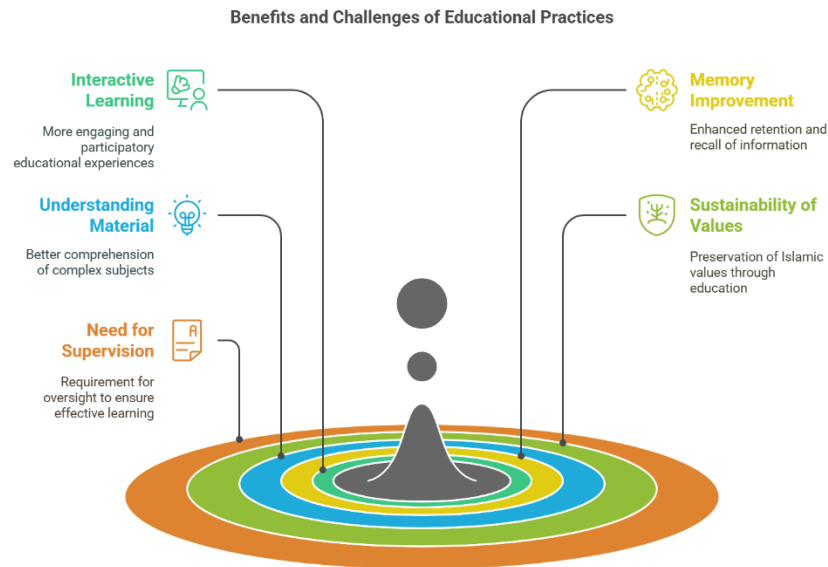 Benefits and Challenges of Educational Practices
Interactive
Learning
More engaging and
participatory
educational experiences
Understanding
Material
Better comprehension
of complex subjects
Need for
Supervision
Requirement for
oversight to ensure
effective learning
A
Memory
Improvement
Enhanced retention and
recall of information
Sustainability of
Values
Preservation of Islamic
values through
education